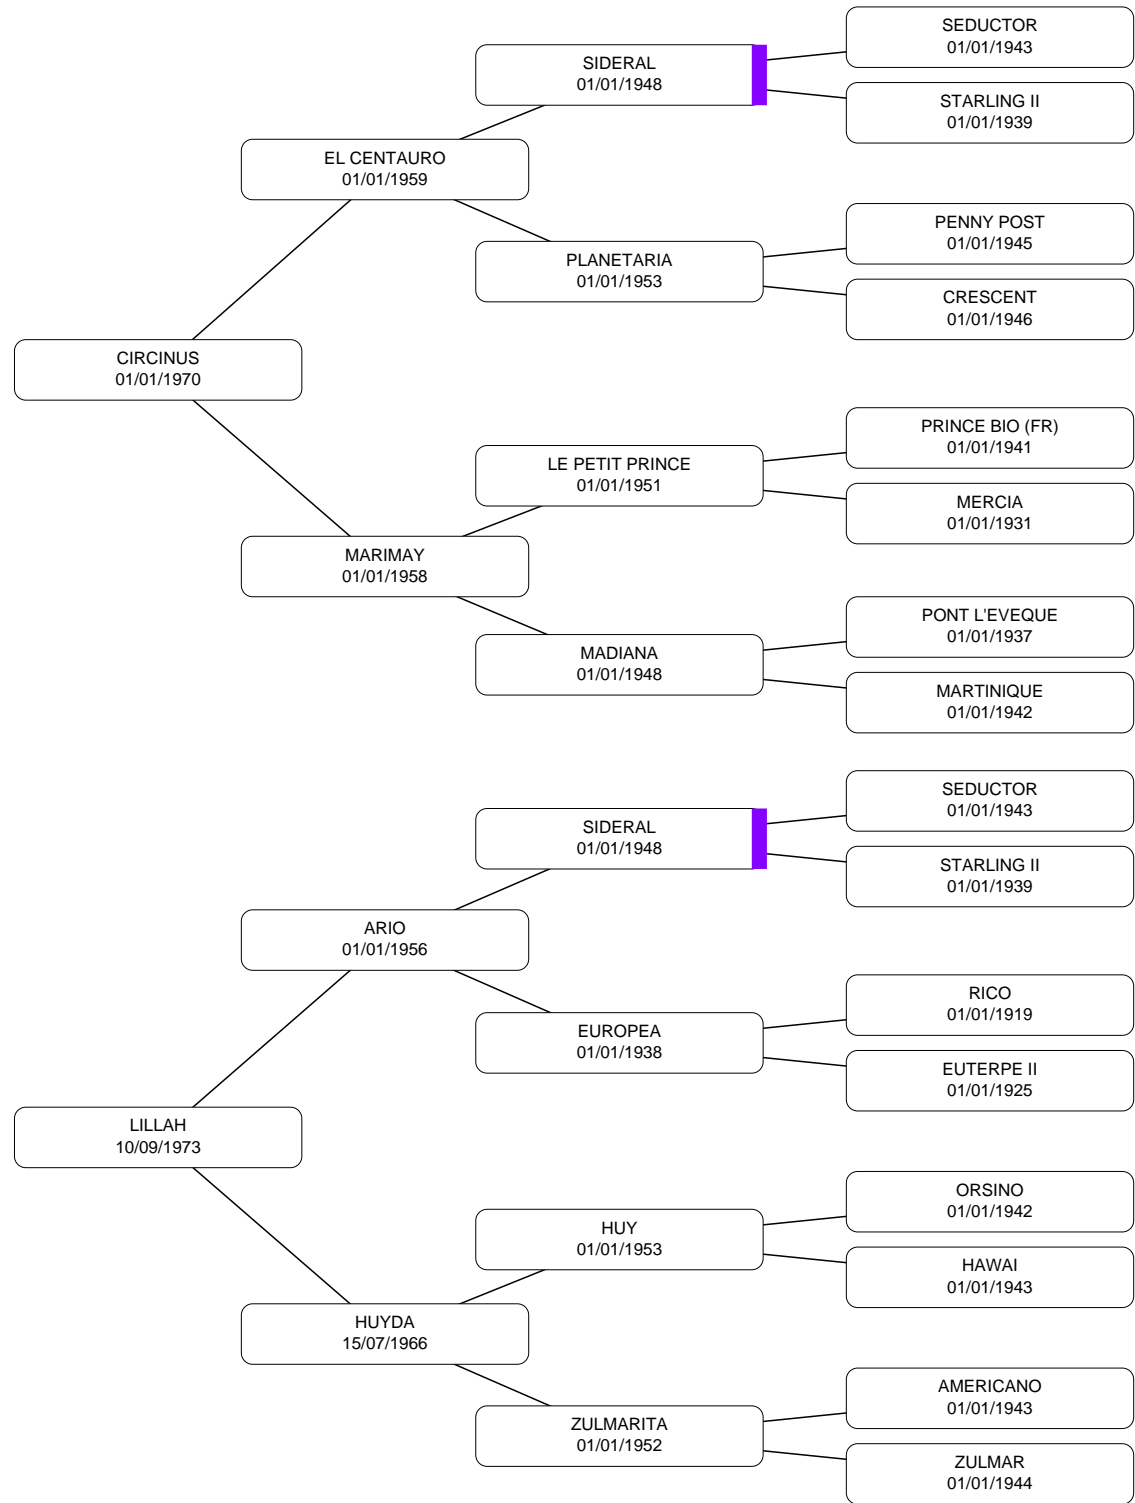 SEDUCTOR
01/01/1943
SIDERAL
01/01/1948
STARLING II
01/01/1939
EL CENTAURO
01/01/1959
PENNY POST
01/01/1945
PLANETARIA
01/01/1953
CRESCENT
01/01/1946
CIRCINUS
01/01/1970
PRINCE BIO (FR)
01/01/1941
LE PETIT PRINCE
01/01/1951
MERCIA
01/01/1931
MARIMAY
01/01/1958
PONT L'EVEQUE
01/01/1937
MADIANA
01/01/1948
MARTINIQUE
01/01/1942
SEDUCTOR
01/01/1943
SIDERAL
01/01/1948
STARLING II
01/01/1939
ARIO
01/01/1956
RICO
01/01/1919
EUROPEA
01/01/1938
EUTERPE II
01/01/1925
LILLAH
10/09/1973
ORSINO
01/01/1942
HUY
01/01/1953
HAWAI
01/01/1943
HUYDA
15/07/1966
AMERICANO
01/01/1943
ZULMARITA
01/01/1952
ZULMAR
01/01/1944